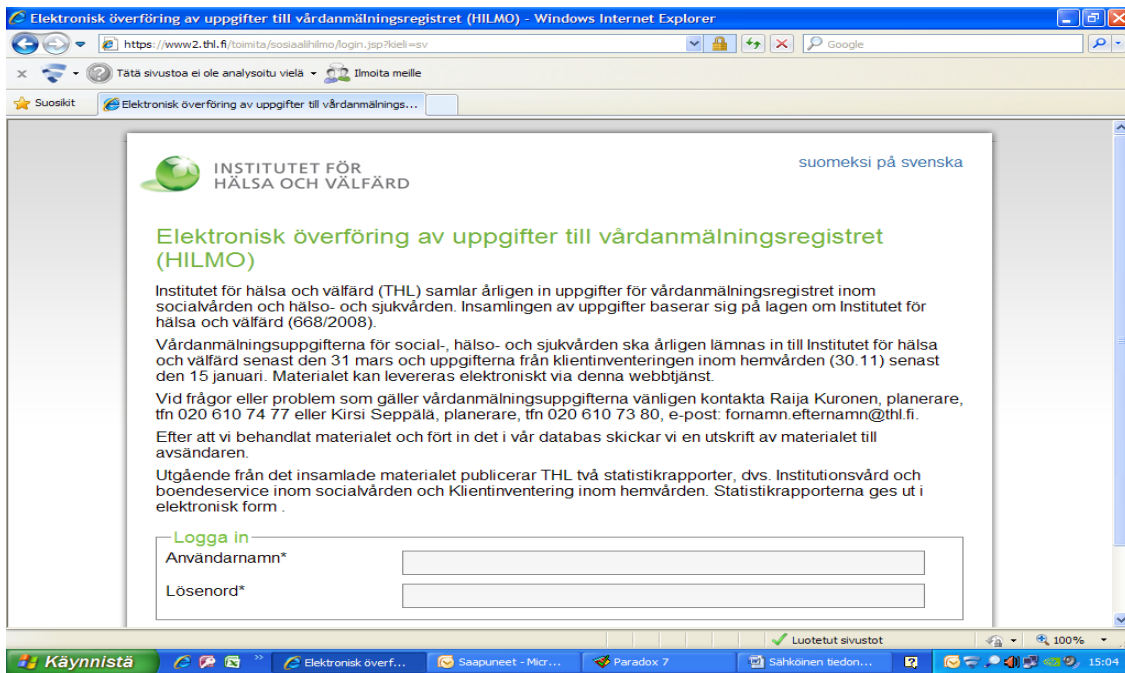 Elektronisk överföring av uppgifter till vårdanmälningsregistret (HILMO) - Windows Internet Explorer
https://www2.thl.fi/toimita/sosiaalihilmo/login.jsp?kieli=sv
Google
x Tätä sivustoa ei ole analysoitu vielä Ilmoita meille
Suosikit Elektronisk överföring av uppgifter till vårdanmälnings...
INSTITUTET FÖR
HÄLSA OCH VÄLFÄRD
suomeksi på svenska
Elektronisk överföring av uppgifter till vårdanmälningsregistret
(HILMO)
Institutet för hälsa och välfärd (THL) samlar årligen in uppgifter för vårdanmälningsregistret inom
socialvården och hälso- och sjukvården. Insamlingen av uppgifter baserar sig på lagen om Institutet för
hälsa och välfärd (668/2008).
Vårdanmälningsuppgifterna för social-, hälso- och sjukvården ska årligen lämnas in till Institutet för hälsa
och välfärd senast den 31 mars och uppgifterna från klientinventeringen inom hemvården (30.11) senast
den 15 januari. Materialet kan levereras elektroniskt via denna webbtjänst.
Vid frågor eller problem som gäller vårdanmälningsuppgifterna vänligen kontakta Raija Kuronen, planerare,
tfn 020 610 74 77 eller Kirsi Seppälä, planerare, tfn 020 610 73 80, e-post: fornamn.efternamn@thl.fi.
Efter att vi behandlat materialet och fört in det i vår databas skickar vi en utskrift av materialet till
avsändaren.
Utgående från det insamlade materialet publicerar THL två statistikrapporter, dvs. Institutionsvård och
boendeservice inom socialvården och Klientinventering inom hemvården. Statistikrapporterna ges ut i
elektronisk form .
Logga in
Användarnamn*
Lösenord*
Luotetut sivustot 100%
Käynnistä Elektronisk överf... Saapuneet - Micr... Paradox 7 Sähköinen tiedon... 15:04